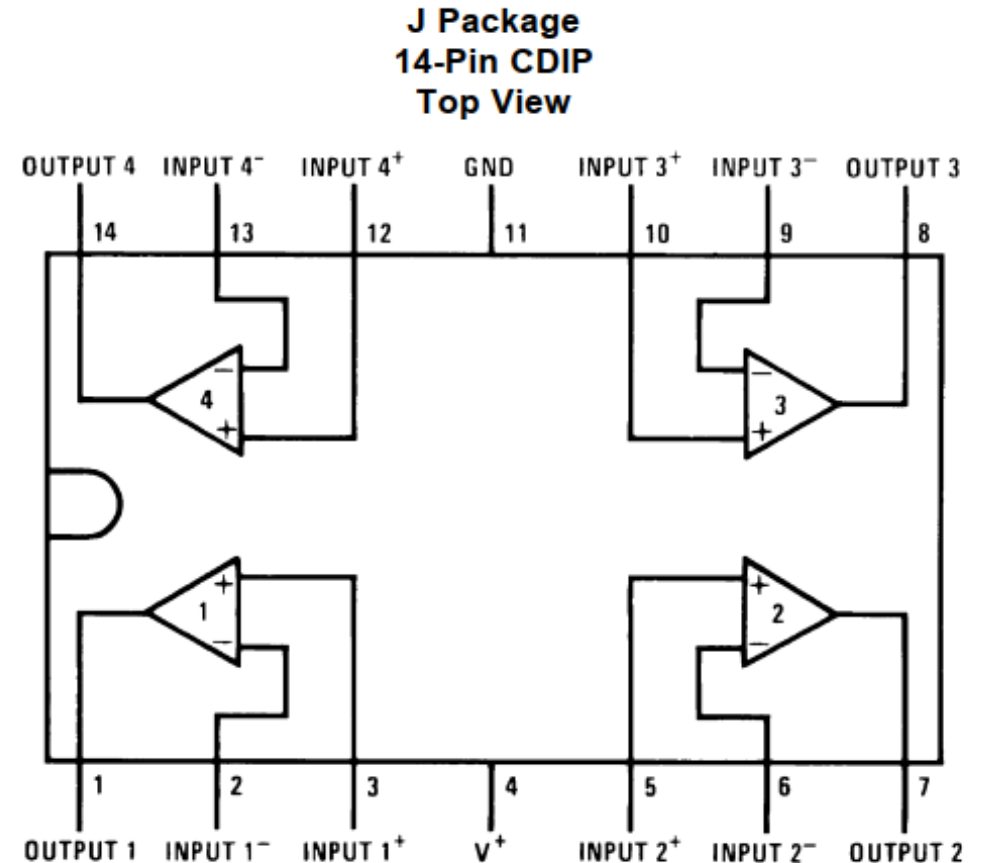 J Package
14-Pin CDIP
Top View
OUTPUT 4 INPUT 4⁻ INPUT 4⁺ GND INPUT 3⁺ INPUT 3⁻ OUTPUT 3
14 13 12 11 10 9 8
− −
4 3
+ +
+ +
1 2
− −
1 2 3 4 5 6 7
OUTPUT 1 INPUT 1⁻ INPUT 1⁺ V⁺ INPUT 2⁺ INPUT 2⁻ OUTPUT 2